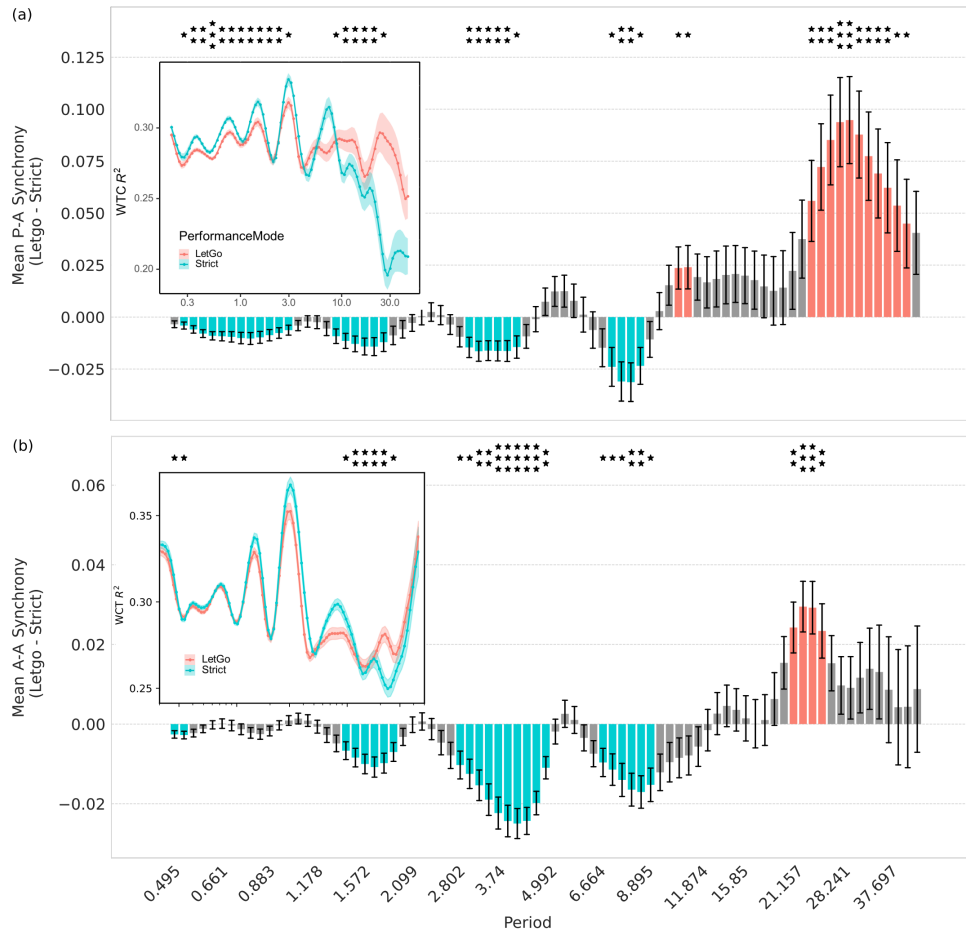 (a)
0.125
0.100
0.075
0.050
0.025
0.000
−0.025
Mean P-A Synchrony
(Letgo - Strict)
0.30
0.25
0.20
WTC R²
PerformanceMode
LetGo
Strict
0.3 1.0 3.0 10.0 30.0
(b)
0.06
0.04
0.02
0.00
−0.02
Mean A-A Synchrony
(Letgo - Strict)
0.35
0.30
0.25
WCT R²
LetGo
Strict
0.495 0.661 0.883 1.178 1.572 2.099 2.802 3.74 4.992 6.664 8.895 11.874 15.85 21.157 28.241 37.697
Period